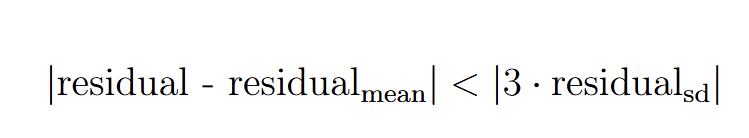 |residual - residual_mean| < |3 · residual_sd|